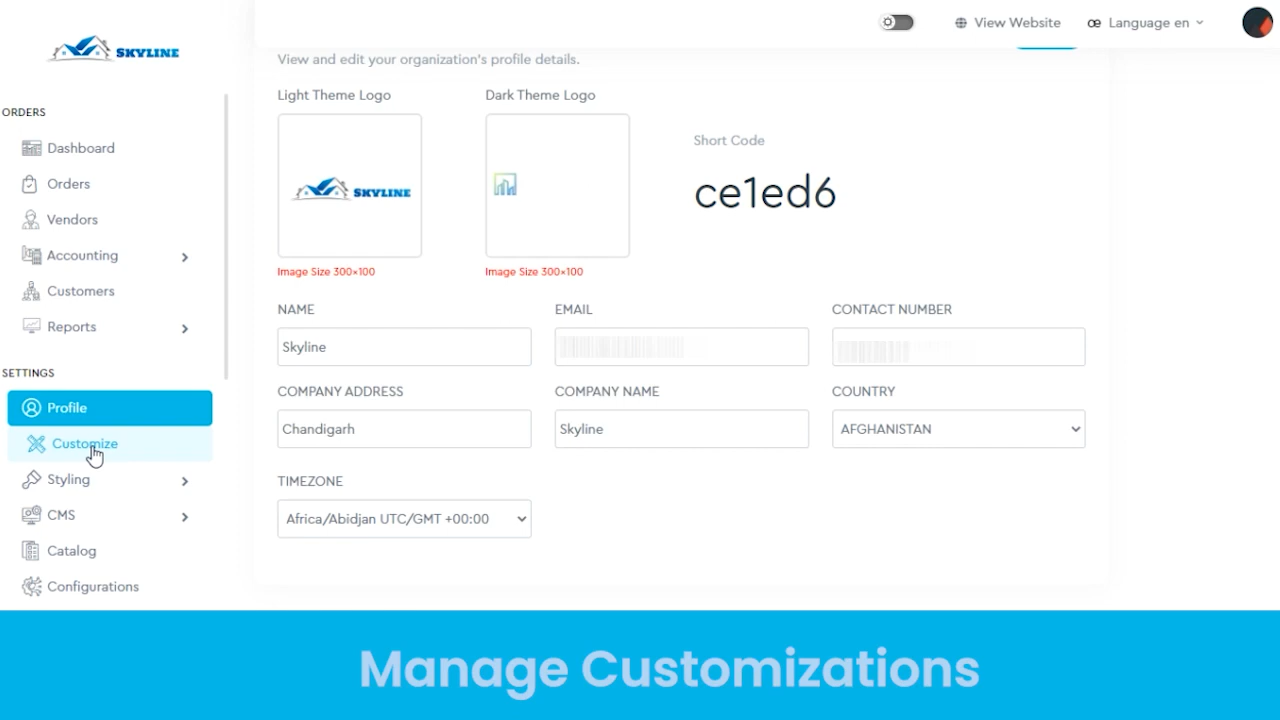 SKYLINE
View Website
œ Language en
ORDERS
Dashboard
Orders
Vendors
Accounting
Customers
Reports
SETTINGS
Profile
Customize
Styling
CMS
Catalog
Configurations
View and edit your organization's profile details.
Light Theme Logo
Dark Theme Logo
SKYLINE
Image Size 300×100
Image Size 300×100
Short Code
ce1ed6
NAME
EMAIL
CONTACT NUMBER
Skyline
COMPANY ADDRESS
COMPANY NAME
COUNTRY
Chandigarh
Skyline
AFGHANISTAN
TIMEZONE
Africa/Abidjan UTC/GMT +00:00
Manage Customizations